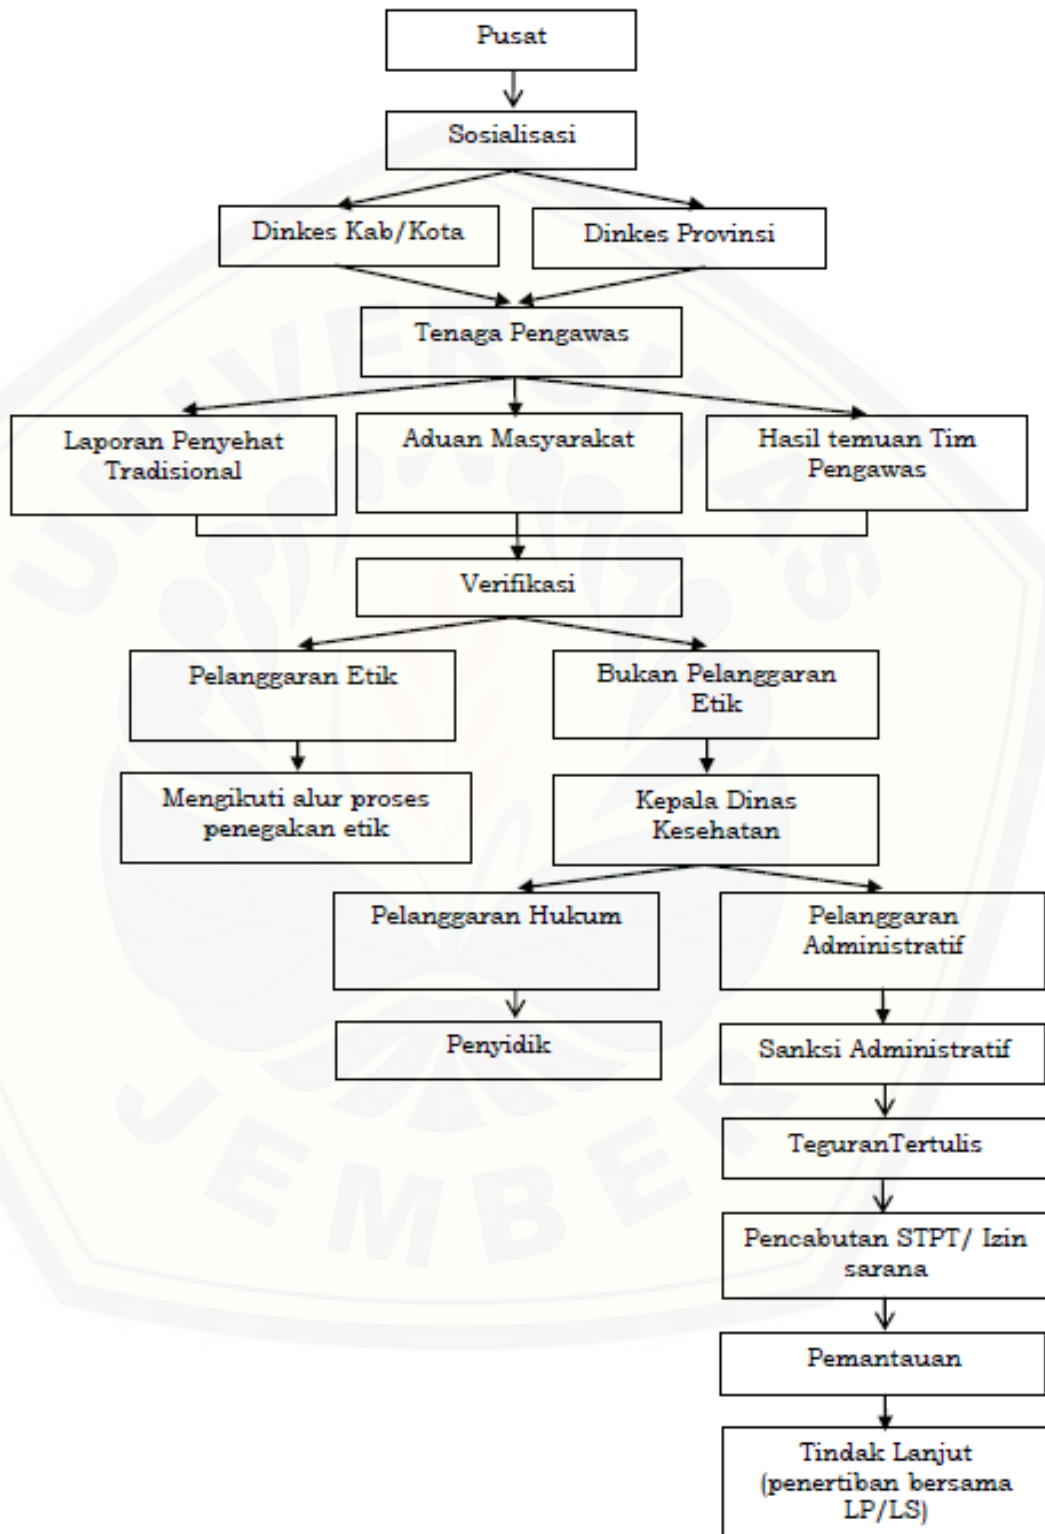 Pusat
Sosialisasi
Dinkes Kab/Kota
Dinkes Provinsi
Tenaga Pengawas
Laporan Penyehat
Tradisional
Aduan Masyarakat
Hasil temuan Tim
Pengawas
Verifikasi
Pelanggaran Etik
Bukan Pelanggaran
Etik
Mengikuti alur proses
penegakan etik
Kepala Dinas
Kesehatan
Pelanggaran Hukum
Pelanggaran
Administratif
Penyidik
Sanksi Administratif
TeguranTertulis
Pencabutan STPT/ Izin
sarana
Pemantauan
Tindak Lanjut
(penertiban bersama
LP/LS)
UNIVERSITAS
JEMBER